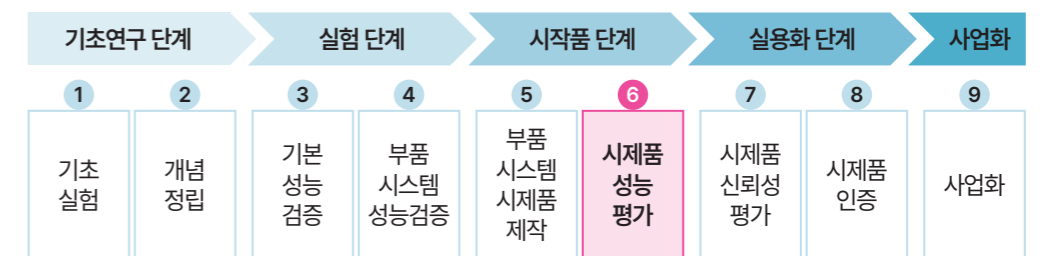 기초연구 단계
실험 단계
시작품 단계
실용화 단계
사업화
1
기초
실험
2
개념
정립
3
기본
성능
검증
4
부품
시스템
성능검증
5
부품
시스템
시제품
제작
6
시제품
성능
평가
7
시제품
신뢰성
평가
8
시제품
인증
9
사업화